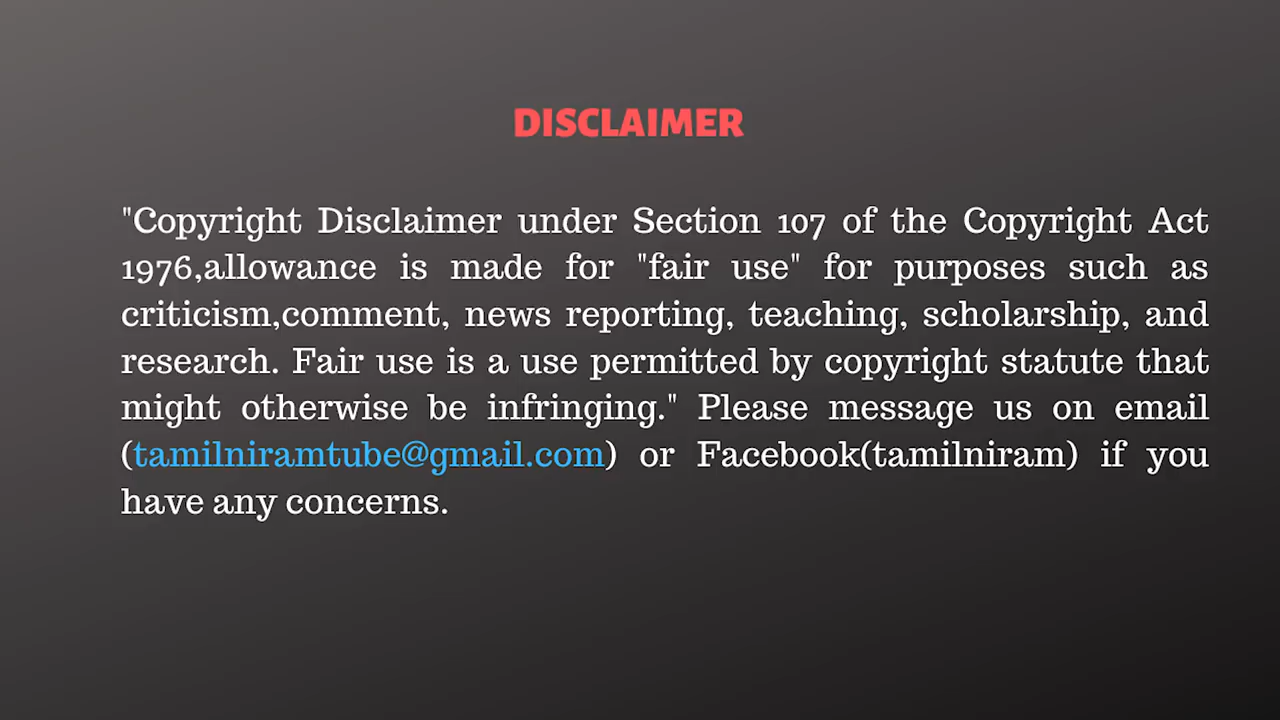 DISCLAIMER
"Copyright Disclaimer under Section 107 of the Copyright Act
1976,allowance is made for "fair use" for purposes such as
criticism,comment, news reporting, teaching, scholarship, and
research. Fair use is a use permitted by copyright statute that
might otherwise be infringing." Please message us on email
(tamilniramtube@gmail.com) or Facebook(tamilniram) if you
have any concerns.